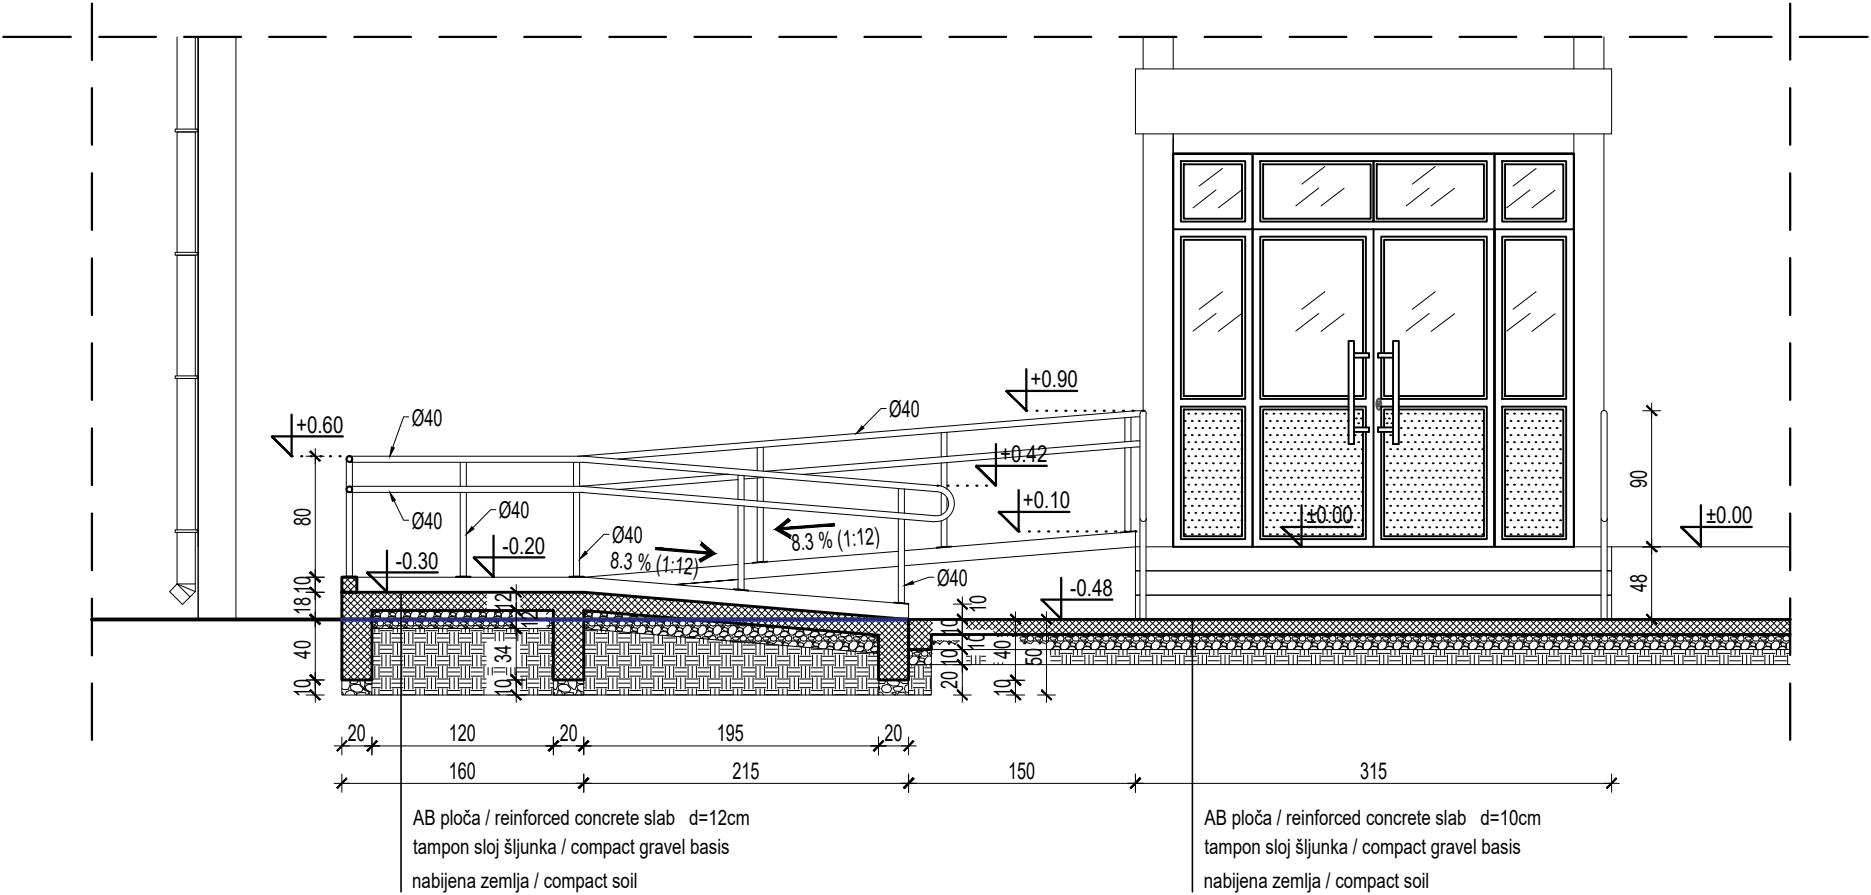 +0.90
Ø40
Ø40
+0.60
+0.42
90
+0.10
±0.00
±0.00
80
Ø40
Ø40
Ø40
8.3 % (1:12)
8.3 % (1:12)
-0.20
-0.30
Ø40
-0.48
48
10
18
12
12
10
10
40
34
10
40
50
10
10
20
10
20
120
20
195
20
160
215
150
315
AB ploča / reinforced concrete slab d=12cm
tampon sloj šljunka / compact gravel basis
nabijena zemlja / compact soil
AB ploča / reinforced concrete slab d=10cm
tampon sloj šljunka / compact gravel basis
nabijena zemlja / compact soil